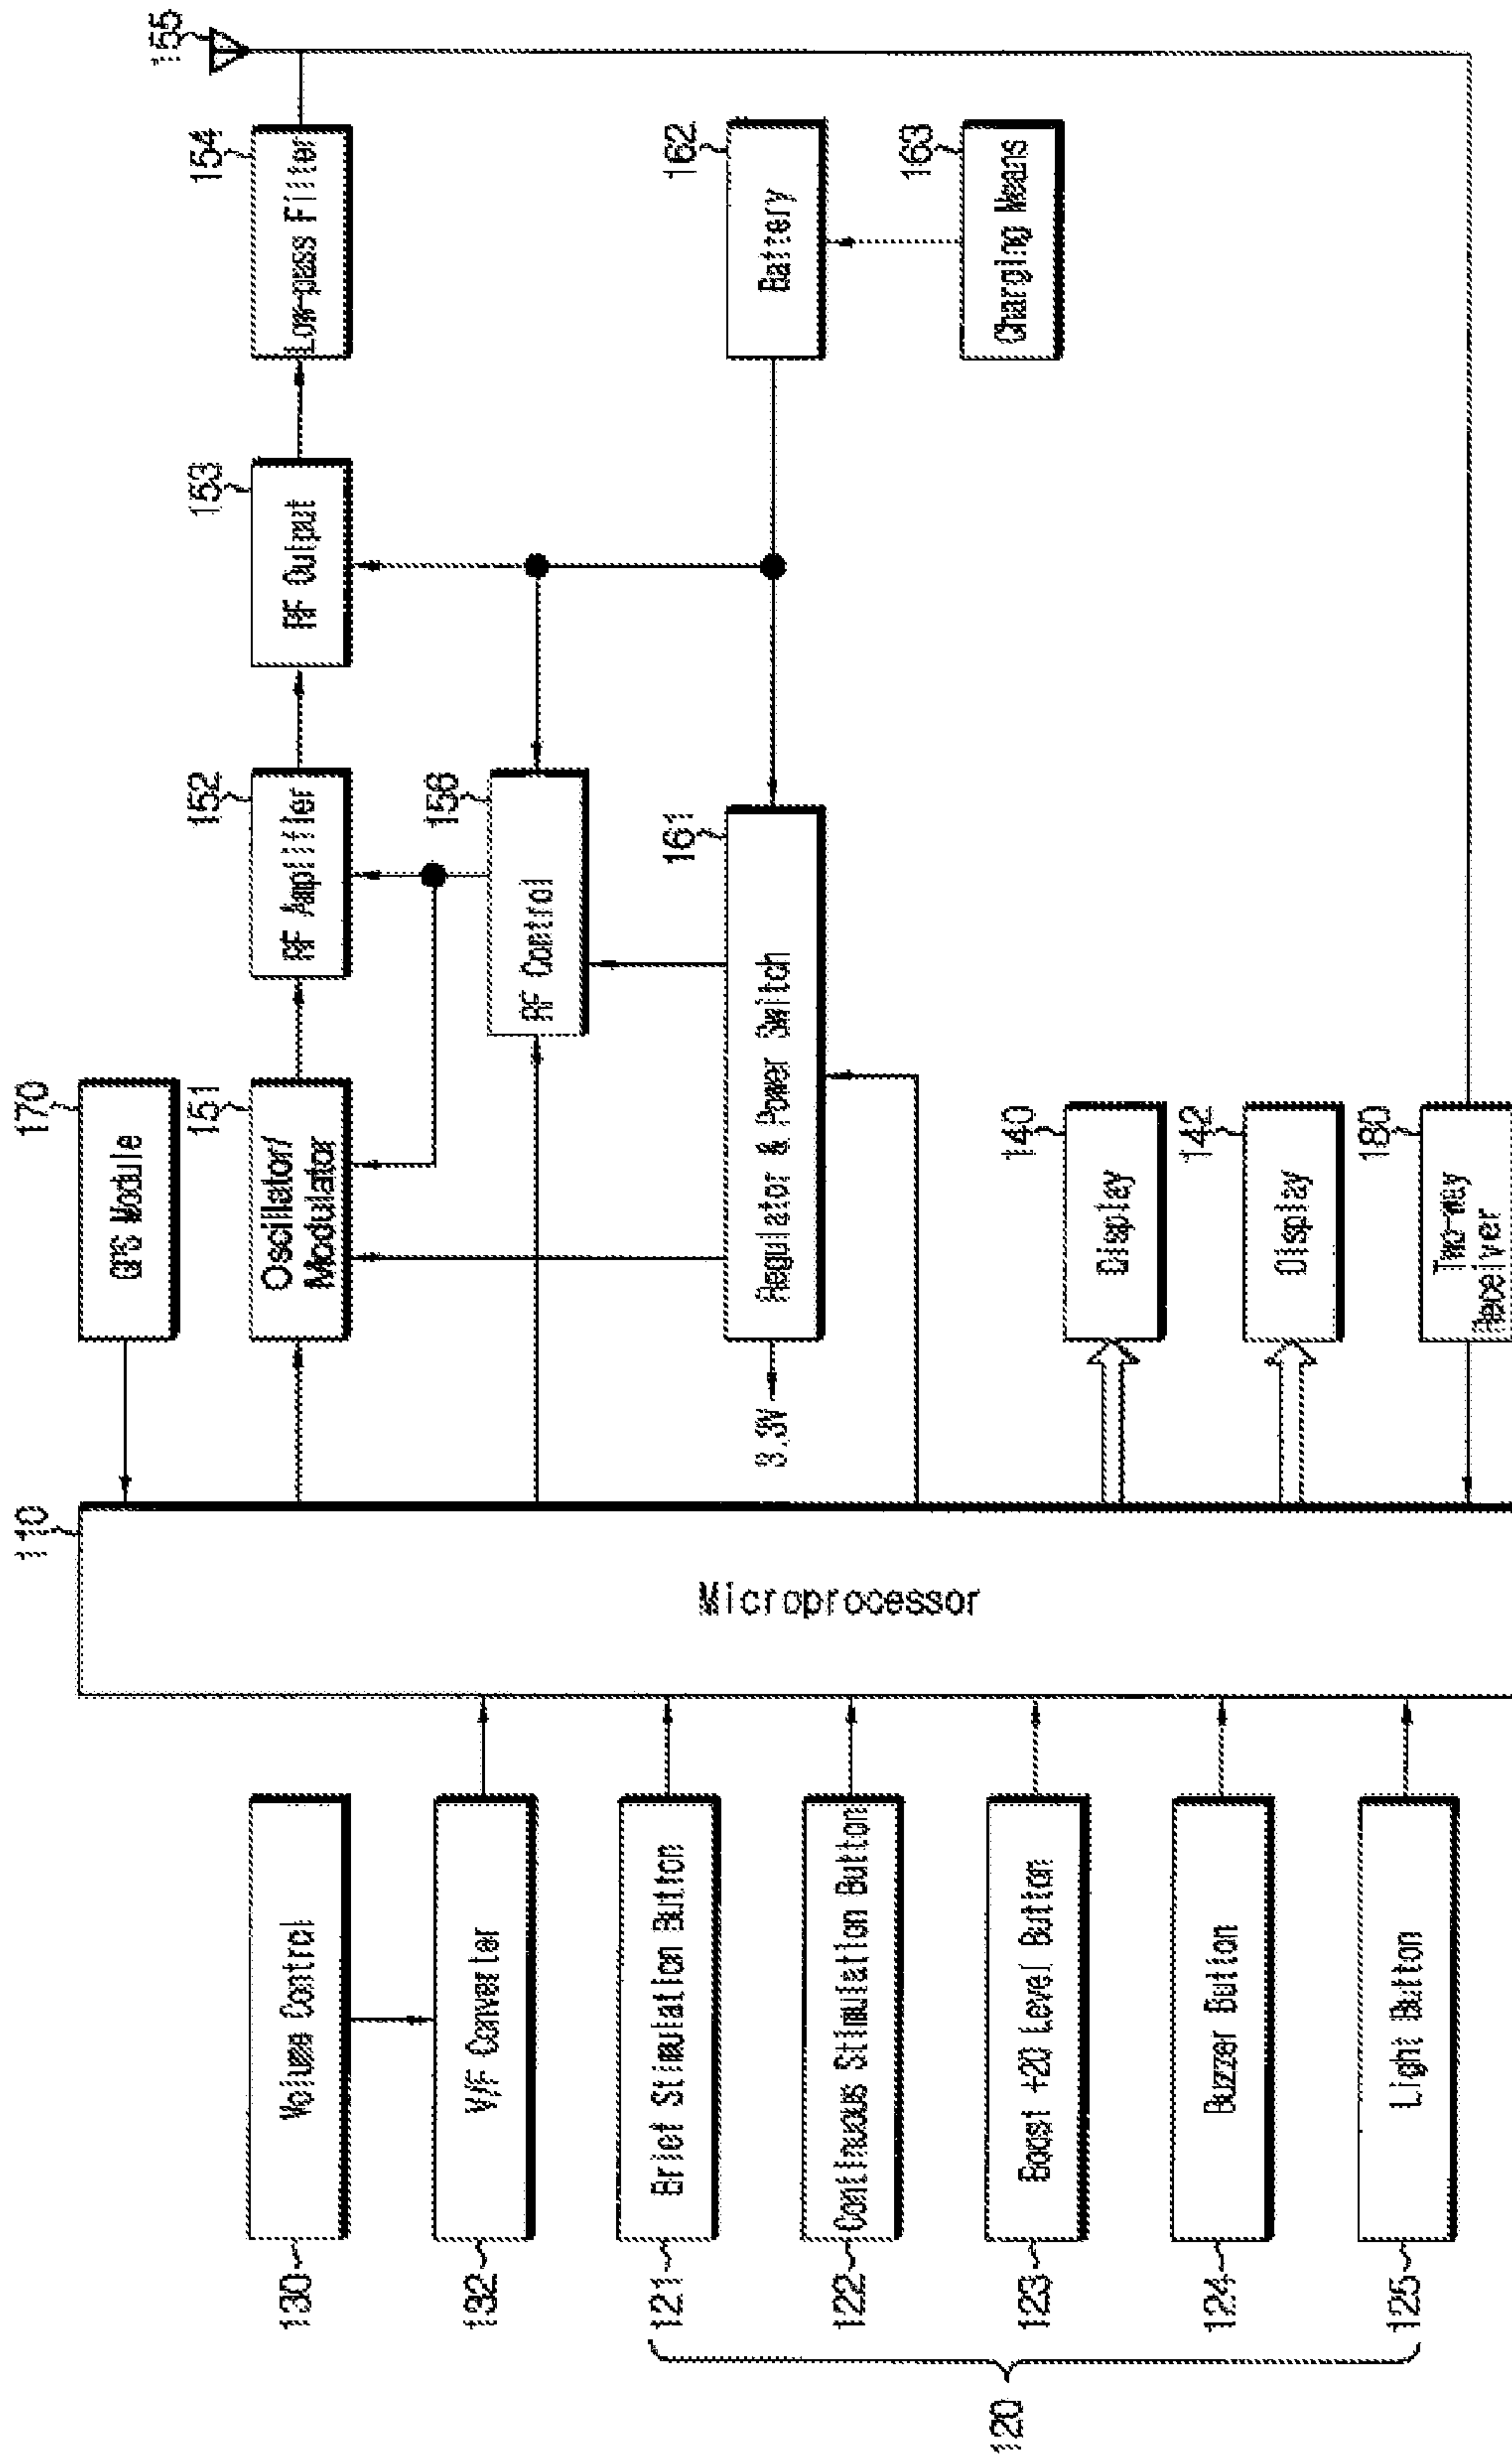 130
Volume Control
132
V/F Converter
120
121
Brief Stimulation Button
122
Continuous Stimulation Button
123
Boost +20 Level Button
124
Buzzer Button
125
Light Button
110
Microprocessor
170
GPS Module
151
Oscillator/
Modulator
152
RF Amplifier
153
RF Output
154
Low-pass Filter
155
156
RF Control
161
Regulator & Power Switch
3.3V
162
Battery
163
Charging Means
140
Display
142
Display
180
Two-way
Receiver